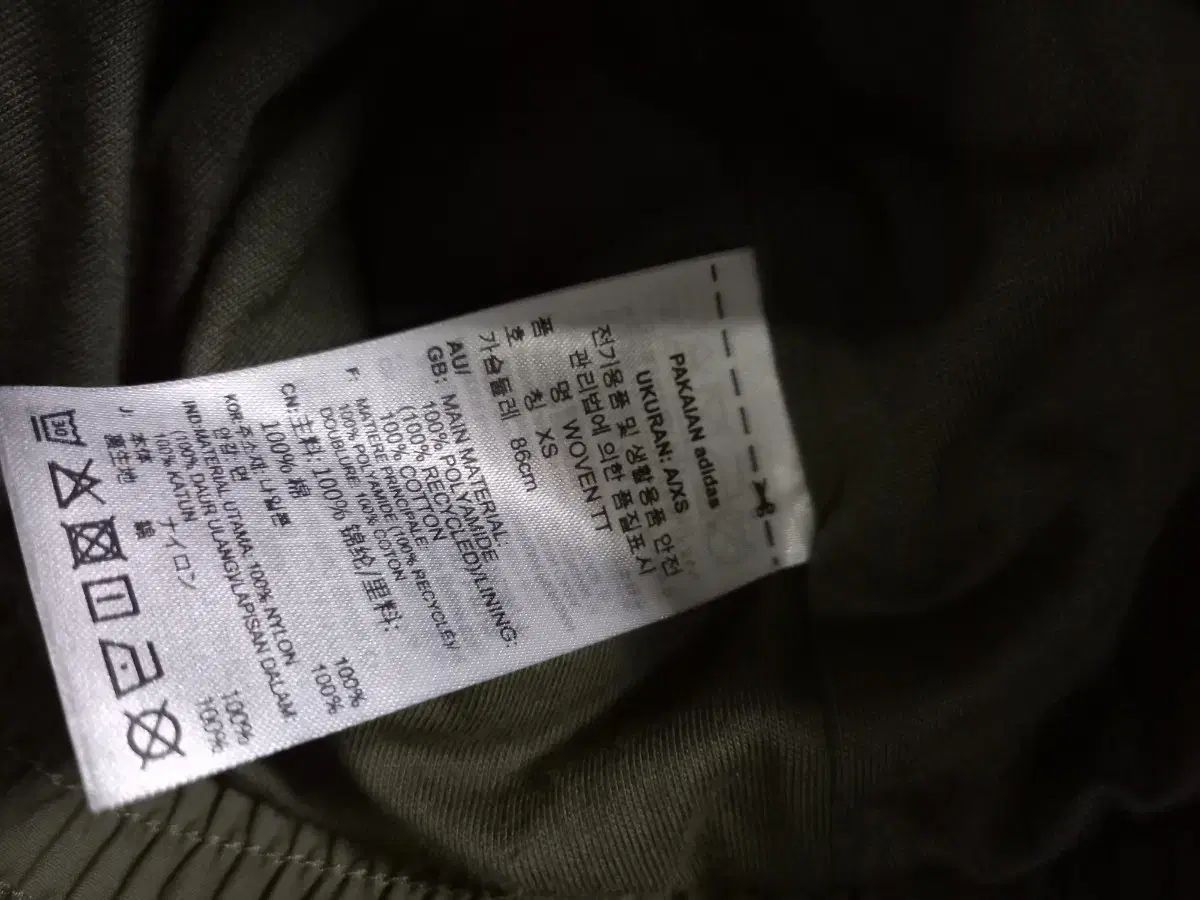 PAKAIAN adidas
UKURAN: A/XS
전기용품 및 생활용품 안전
관리법에 의한 품질표시
품 명 WOVEN TT
호 칭 XS
가슴둘레 86cm
AU/
GB: MAIN MATERIAL
100% POLYAMIDE
(100% RECYCLED)/LINING:
100% COTTON
F: MATIERE PRINCIPALE:
100% POLYAMIDE (100% RECYCLE)/
DOUBLURE: 100% COTTON
CN: 主料: 100% 锦纶/里料:
100% 棉
KOR: 주소재: 나일론 100%
안감: 면 100%
IND: MATERIAL UTAMA: 100% NYLON
(100% DAUR ULANG)/LAPISAN DALAM
100% KATUN
J: 本体 ナイロン 100%
裏生地 綿 100%
30